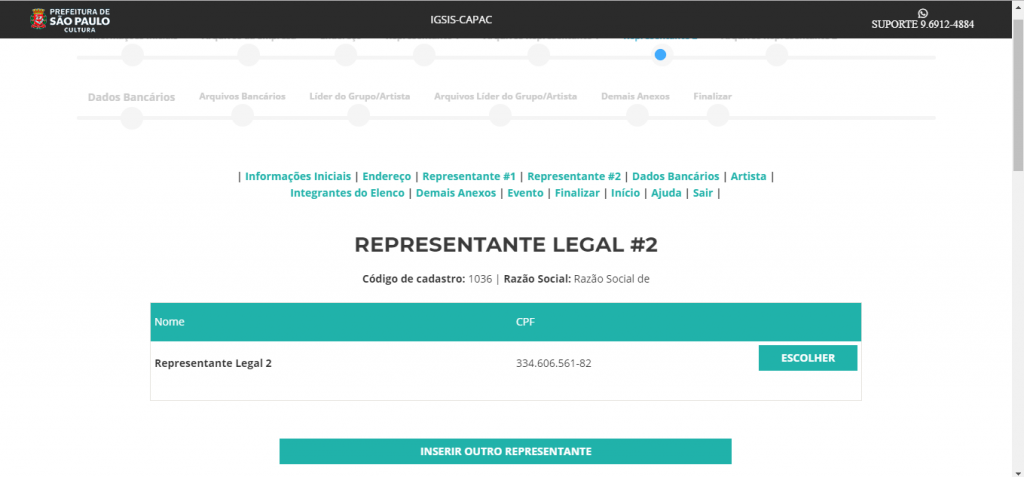 PREFEITURA DE
SÃO PAULO
CULTURA
IGSIS-CAPAC
SUPORTE 9.6912-4884
Dados Bancários
Arquivos Bancários
Líder do Grupo/Artista
Arquivos Líder do Grupo/Artista
Demais Anexos
Finalizar
| Informações Iniciais | Endereço | Representante #1 | Representante #2 | Dados Bancários | Artista |
Integrantes do Elenco | Demais Anexos | Evento | Finalizar | Início | Ajuda | Sair |
REPRESENTANTE LEGAL #2
Código de cadastro: 1036 | Razão Social: Razão Social de
Nome CPF
Representante Legal 2 334.606.561-82 ESCOLHER
INSERIR OUTRO REPRESENTANTE